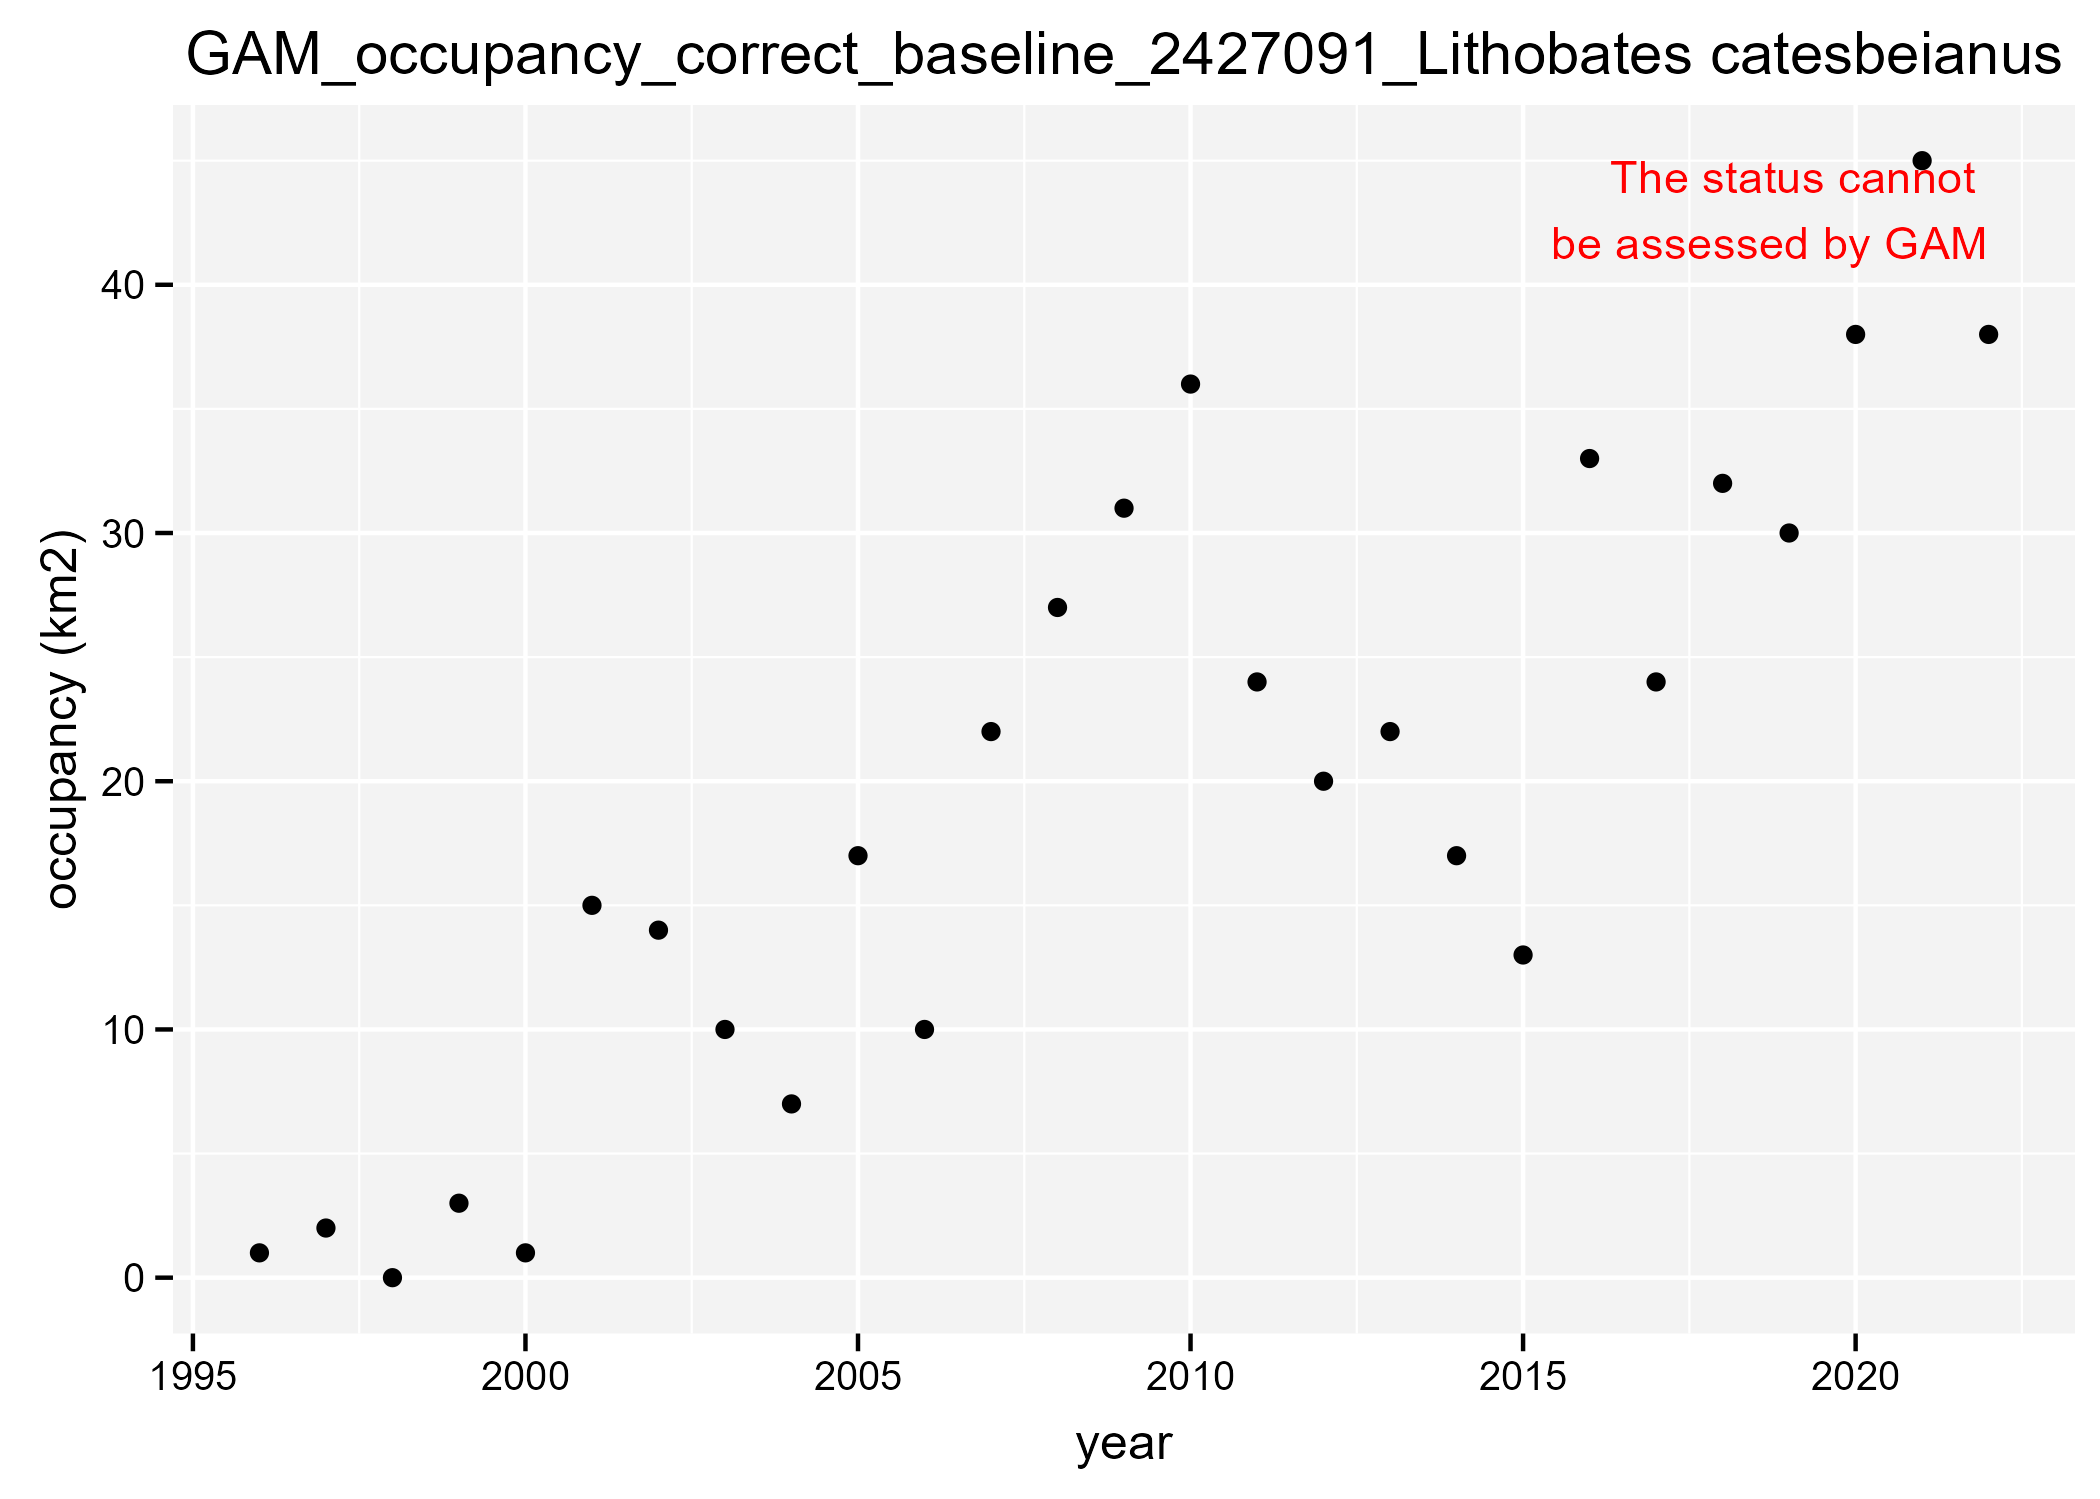 GAM_occupancy_correct_baseline_2427091_Lithobates catesbeianus
The status cannot
be assessed by GAM
occupancy (km2)
40
30
20
10
0
1995 2000 2005 2010 2015 2020
year